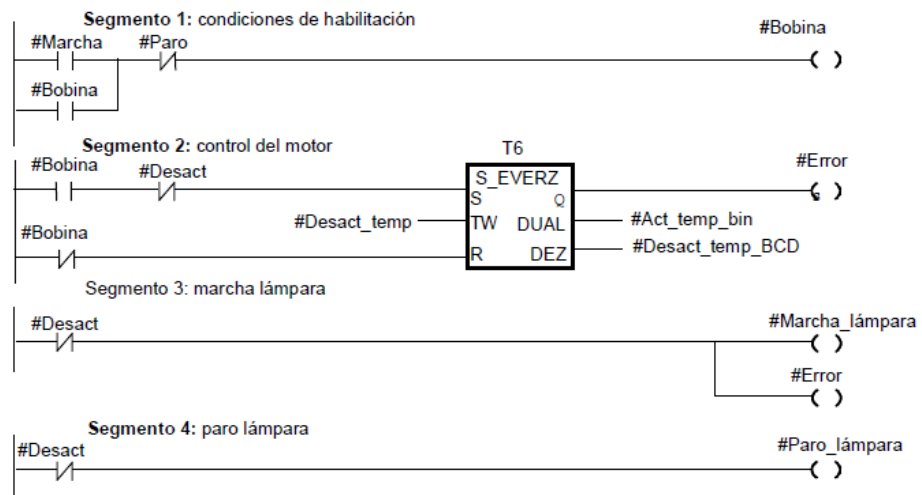 Segmento 1: condiciones de habilitación
#Marcha #Paro #Bobina
#Bobina
Segmento 2: control del motor
#Bobina #Desact T6 #Error
S_EVERZ
S Q
#Desact_temp TW DUAL #Act_temp_bin
#Bobina R DEZ #Desact_temp_BCD
Segmento 3: marcha lámpara
#Desact #Marcha_lámpara
#Error
Segmento 4: paro lámpara
#Desact #Paro_lámpara